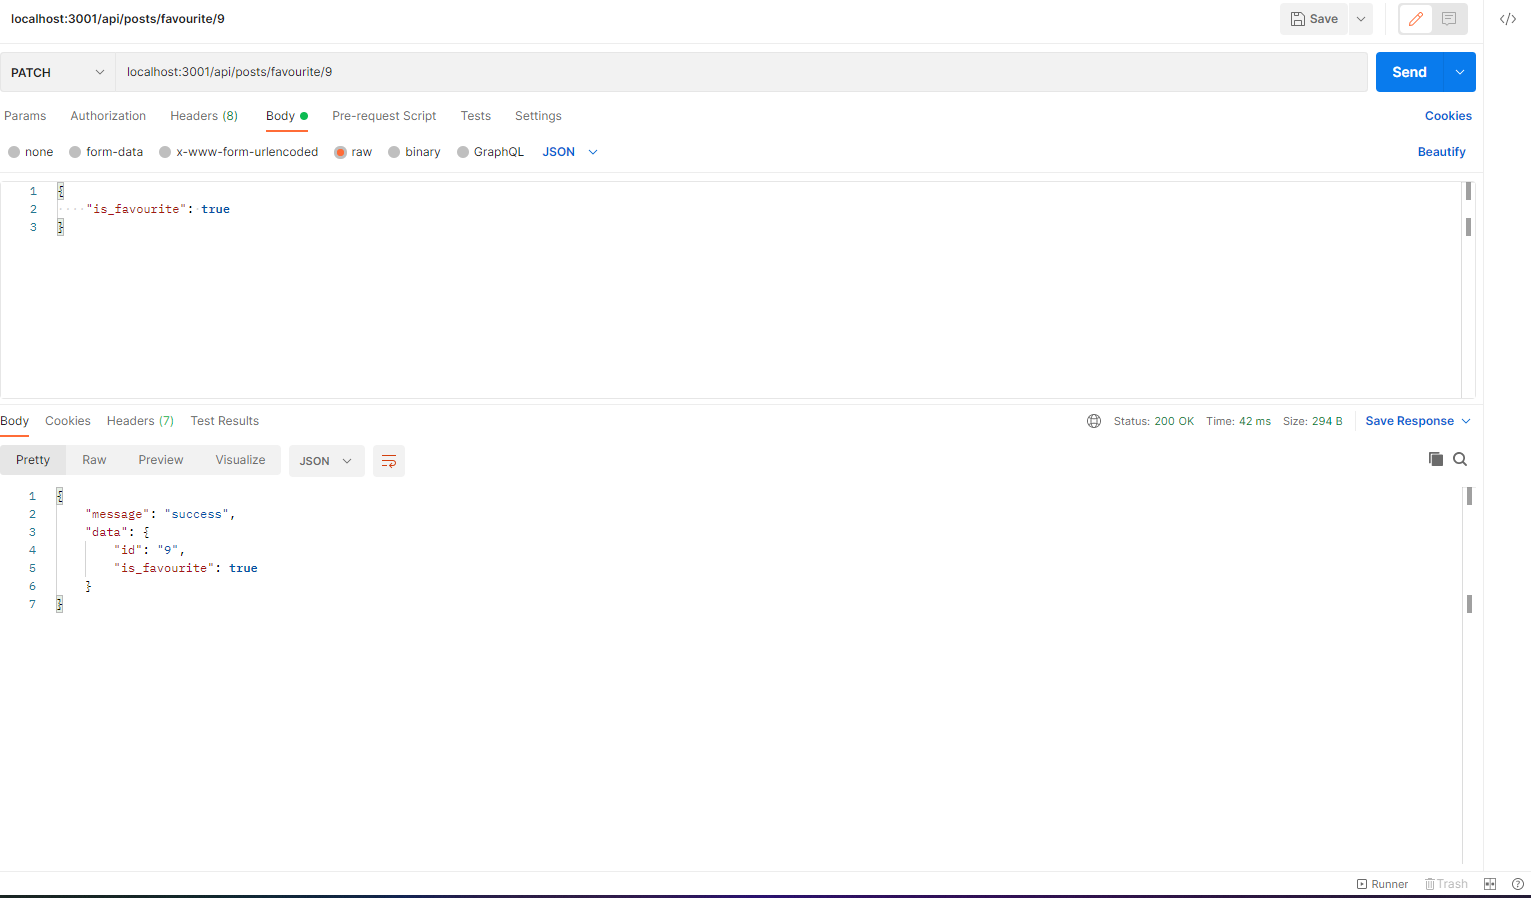 localhost:3001/api/posts/favourite/9
Save
</>
PATCH
localhost:3001/api/posts/favourite/9
Send
Params Authorization Headers (8) Body Pre-request Script Tests Settings Cookies
none form-data x-www-form-urlencoded raw binary GraphQL JSON Beautify
1 {
2 "is_favourite": true
3 }
Body Cookies Headers (7) Test Results Status: 200 OK Time: 42 ms Size: 294 B Save Response
Pretty Raw Preview Visualize JSON
1 {
2 "message": "success",
3 "data": {
4 "id": "9",
5 "is_favourite": true
6 }
7 }
Runner Trash